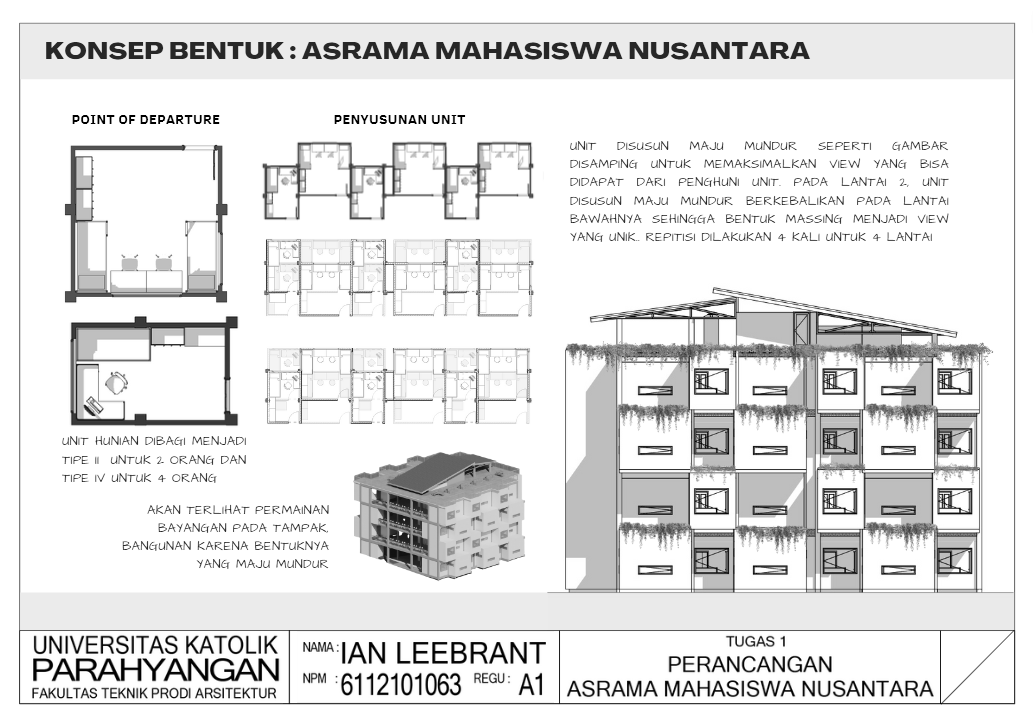 KONSEP BENTUK : ASRAMA MAHASISWA NUSANTARA
POINT OF DEPARTURE
PENYUSUNAN UNIT
UNIT DISUSUN MAJU MUNDUR SEPERTI GAMBAR
DISAMPING UNTUK MEMAKSIMALKAN VIEW YANG BISA
DIDAPAT DARI PENGHUNI UNIT. PADA LANTAI 2, UNIT
DISUSUN MAJU MUNDUR BERKEBALIKAN PADA LANTAI
BAWAHNYA SEHINGGA BENTUK MASSING MENJADI VIEW
YANG UNIK.. REPITISI DILAKUKAN 4 KALI UNTUK 4 LANTAI
UNIT HUNIAN DIBAGI MENJADI
TIPE II UNTUK 2 ORANG DAN
TIPE IV UNTUK 4 ORANG
AKAN TERLIHAT PERMAINAN
BAYANGAN PADA TAMPAK,
BANGUNAN KARENA BENTUKNYA
YANG MAJU MUNDUR
UNIVERSITAS KATOLIK
PARAHYANGAN
FAKULTAS TEKNIK PRODI ARSITEKTUR
NAMA : IAN LEEBRANT
NPM : 6112101063 REGU : A1
TUGAS 1
PERANCANGAN
ASRAMA MAHASISWA NUSANTARA